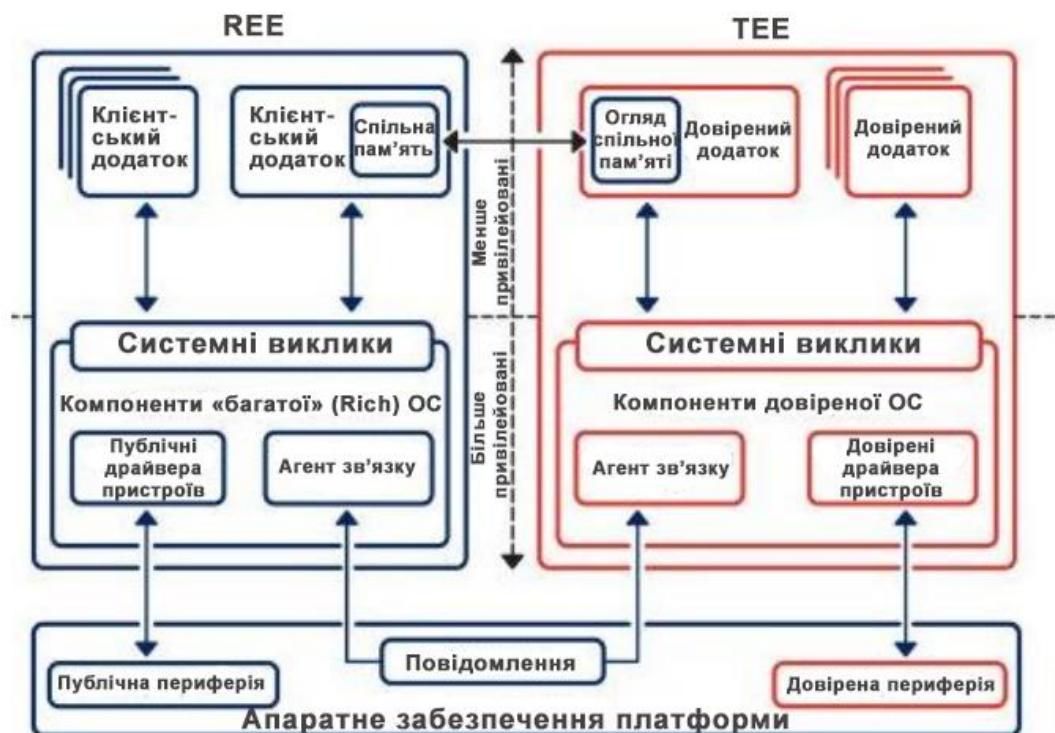 REE
TEE
Клієнт-
ський
додаток
Клієнт-
ський
додаток
Спільна
пам’ять
Огляд
спільної
пам’яті
Довірений
додаток
Довірений
додаток
Менше
привілейовані
Більше
привілейовані
Системні виклики
Компоненти «багатої» (Rich) ОС
Публічні
драйвера
пристроїв
Агент зв’язку
Системні виклики
Компоненти довіреної ОС
Агент зв’язку
Довірені
драйвера
пристроїв
Публічна периферія
Повідомлення
Довірена периферія
Апаратне забезпечення платформи